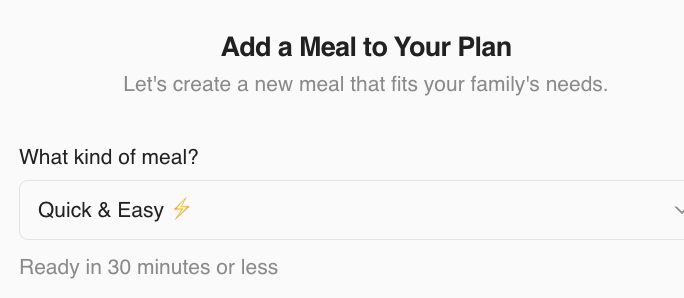 Add a Meal to Your Plan
Let's create a new meal that fits your family's needs.
What kind of meal?
Quick & Easy ⚡
Ready in 30 minutes or less